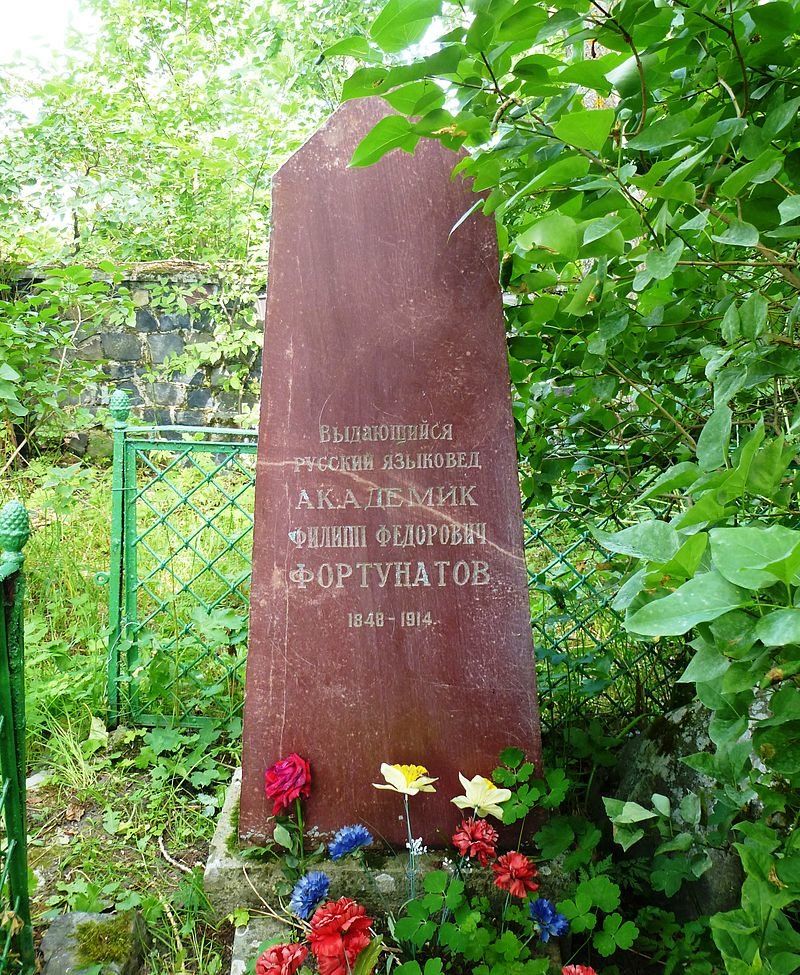 Выдающийся
русский языковед
АКАДЕМИК
ФИЛИПП ФЕДОРОВИЧ
ФОРТУНАТОВ
1848-1914.